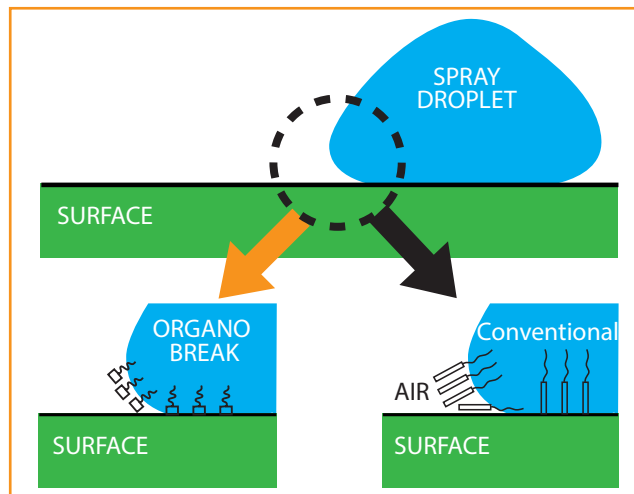 SPRAY
DROPLET
SURFACE
ORGANO
BREAK
Conventional
AIR
SURFACE
SURFACE